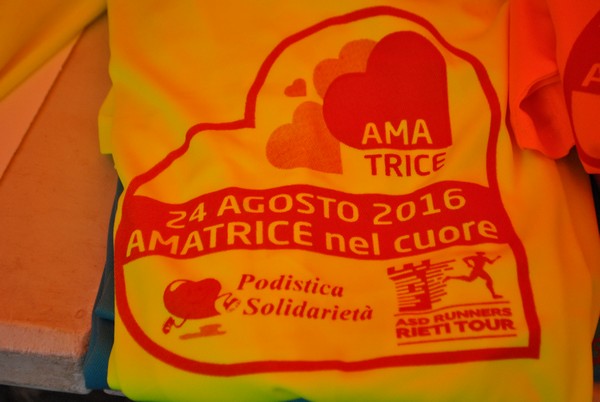 AMA
TRICE
24 AGOSTO 2016
AMATRICE nel cuore
Podistica
Solidarietà
ASD RUNNERS
RIETI TOUR